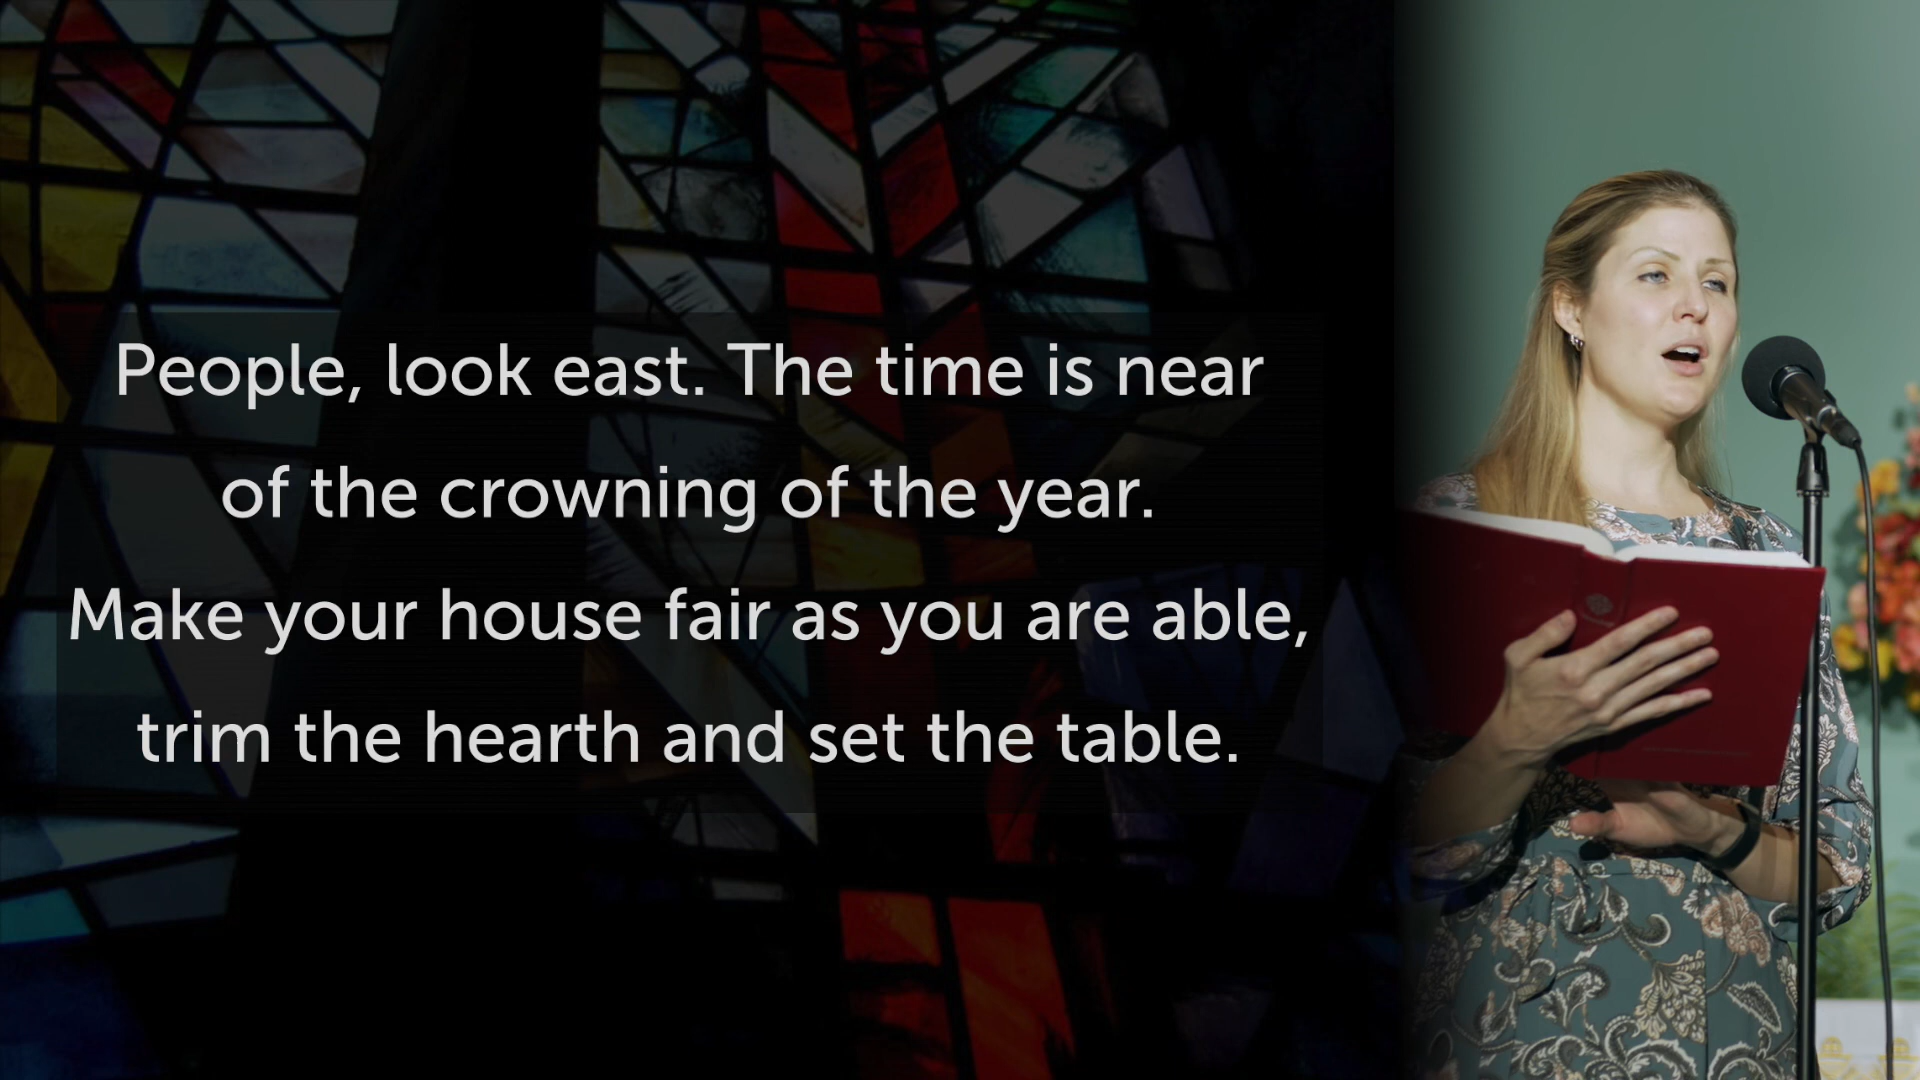 People, look east. The time is near
of the crowning of the year.
Make your house fair as you are able,
trim the hearth and set the table.